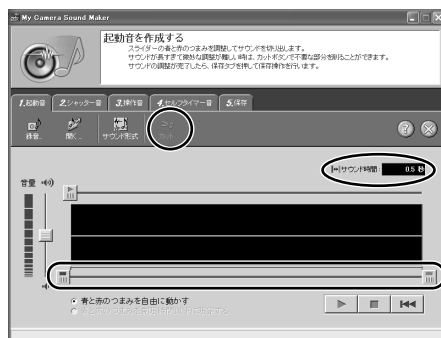 My Camera Sound Maker
起動音を作成する
スライダーの青と赤のつまみを調整してサウンドを切り出します。
サウンドが長すぎて微妙な調整が難しい時は、カットボタンで不要な部分を削ることができます。
サウンドの調整が完了したら、保存タブを押して保存操作を行います。
1.起動音 2.シャッター音 3.操作音 4.セルフタイマー音 5.保存
録音... 開く... サウンド形式 カット
サウンド時間: 0.5 秒
音量
青と赤のつまみを自由に動かす